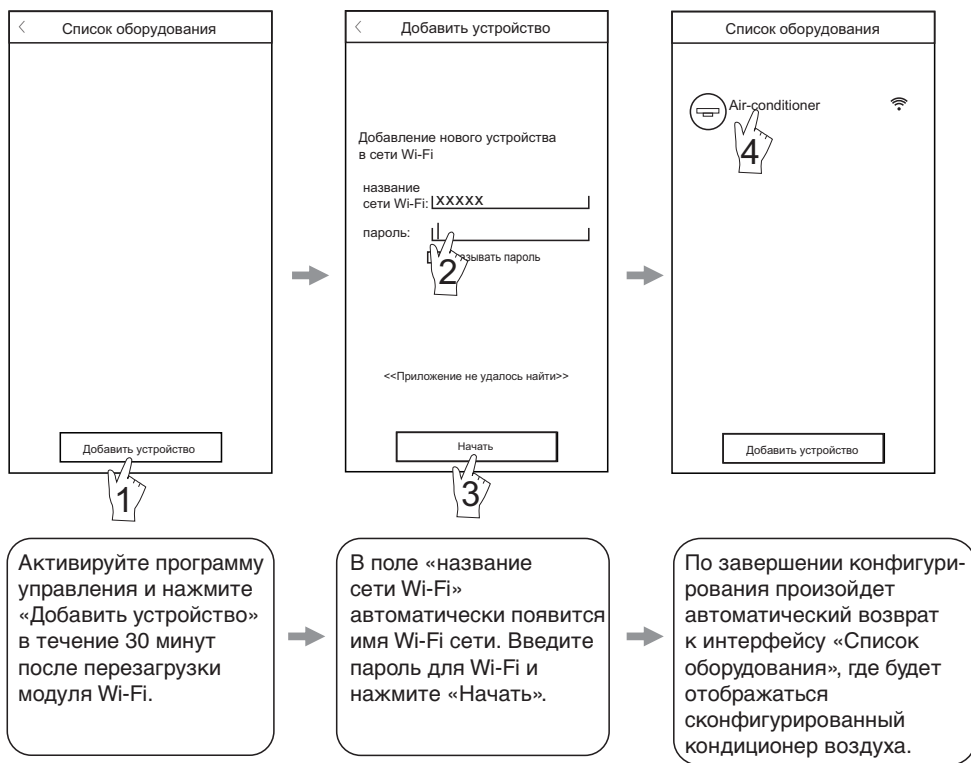 Список оборудования
Добавить устройство
1
Активируйте программу
управления и нажмите
«Добавить устройство»
в течение 30 минут
после перезагрузки
модуля Wi-Fi.
Добавить устройство
Добавление нового устройства
в сети Wi-Fi
название
сети Wi-Fi: XXXXX
пароль:
2
пароль
<<Приложение не удалось найти>>
Начать
3
В поле «название
сети Wi-Fi»
автоматически появится
имя Wi-Fi сети. Введите
пароль для Wi-Fi и
нажмите «Начать».
Список оборудования
Air-conditioner
4
Добавить устройство
По завершении конфигури-
рования произойдет
автоматический возврат
к интерфейсу «Список
оборудования», где будет
отображаться
сконфигурированный
кондиционер воздуха.